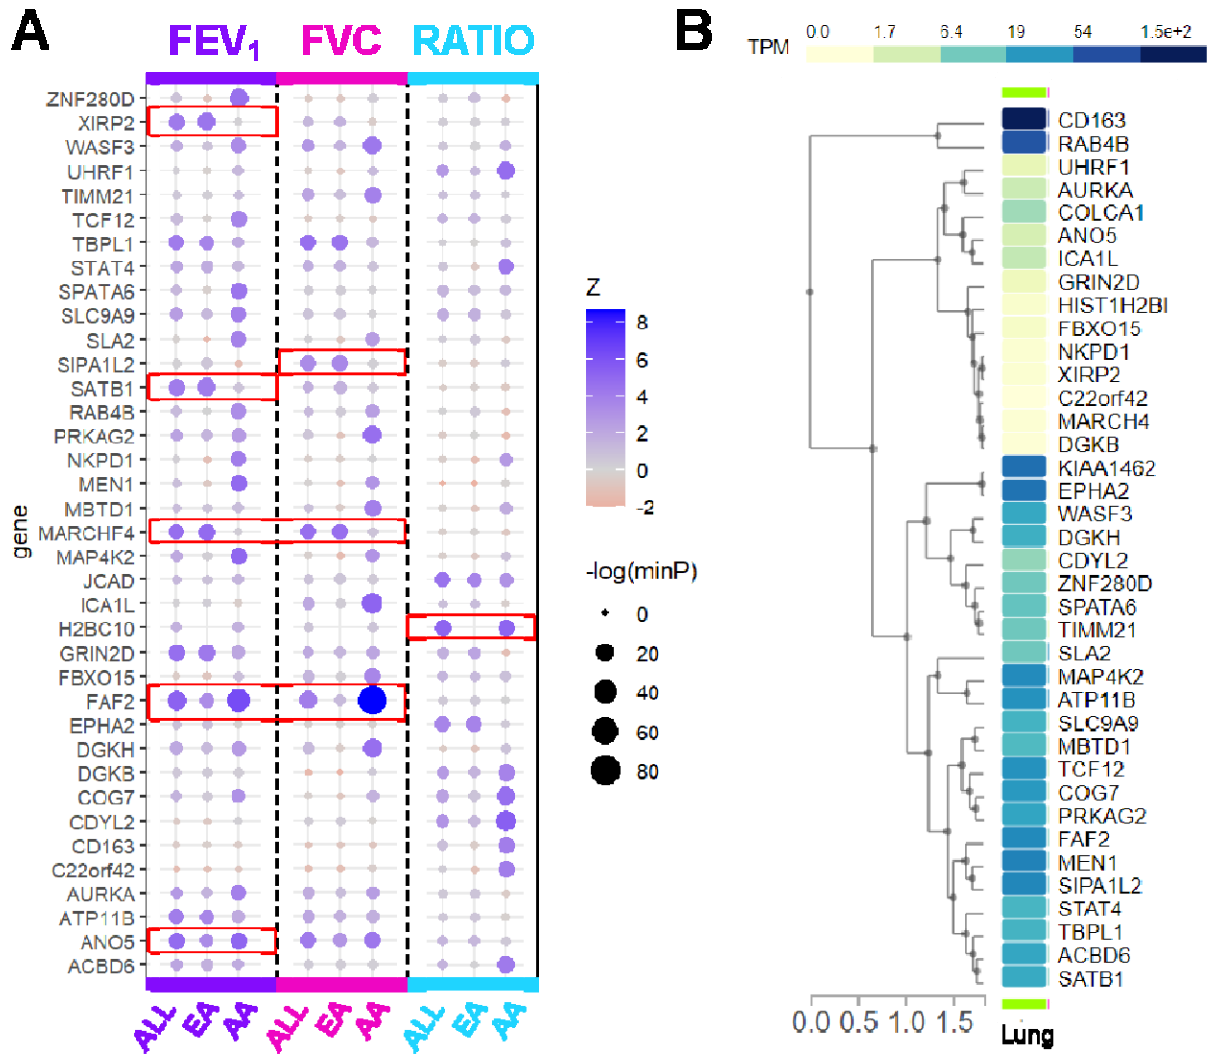 A
FEV1
FVC
RATIO
gene
ZNF280D
XIRP2
WASF3
UHRF1
TIMM21
TCF12
TBPL1
STAT4
SPATA6
SLC9A9
SLA2
SIPA1L2
SATB1
RAB4B
PRKAG2
NKPD1
MEN1
MBTD1
MARCHF4
MAP4K2
JCAD
ICA1L
H2BC10
GRIN2D
FBXO15
FAF2
EPHA2
DGKH
DGKB
COG7
CDYL2
CD163
C22orf42
AURKA
ATP11B
ANO5
ACBD6
ALL EA AA ALL EA AA ALL EA AA
Z
8
6
4
2
0
-2
-log(minP)
0
20
40
60
80
B
TPM
0.0 1.7 6.4 19 54 1.5e+2
CD163
RAB4B
UHRF1
AURKA
COLCA1
ANO5
ICA1L
GRIN2D
HIST1H2BI
FBXO15
NKPD1
XIRP2
C22orf42
MARCH4
DGKB
KIAA1462
EPHA2
WASF3
DGKH
CDYL2
ZNF280D
SPATA6
TIMM21
SLA2
MAP4K2
ATP11B
SLC9A9
MBTD1
TCF12
COG7
PRKAG2
FAF2
MEN1
SIPA1L2
STAT4
TBPL1
ACBD6
SATB1
0.0 0.5 1.0 1.5
Lung